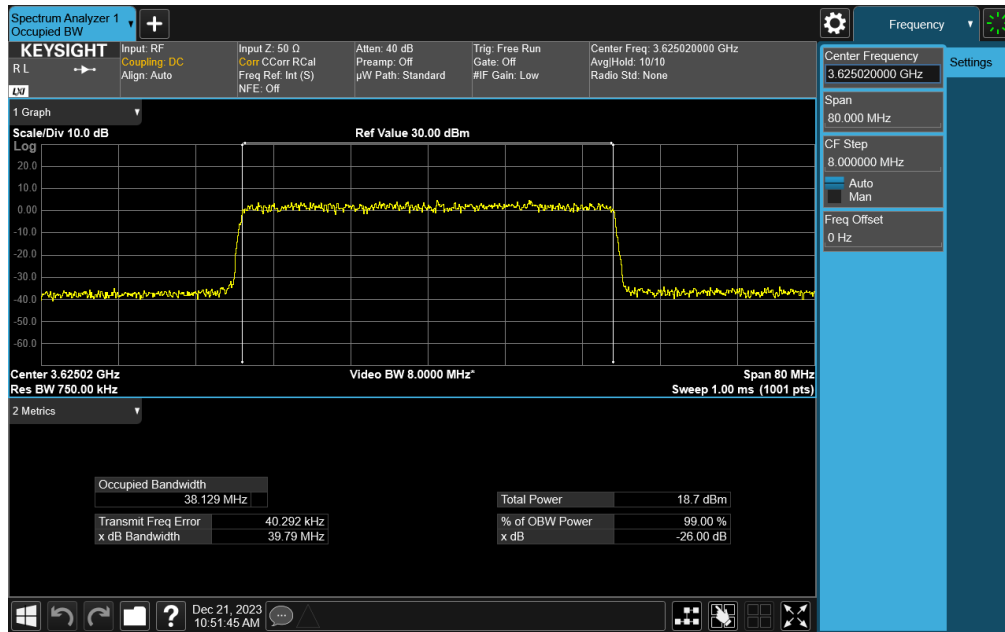 Spectrum Analyzer 1
Occupied BW
Frequency
KEYSIGHT
R L
LXI
Input: RF
Coupling: DC
Align: Auto
Input Z: 50 Ω
Corr CCorr RCal
Freq Ref: Int (S)
NFE: Off
Atten: 40 dB
Preamp: Off
µW Path: Standard
Trig: Free Run
Gate: Off
#IF Gain: Low
Center Freq: 3.625020000 GHz
Avg|Hold: 10/10
Radio Std: None
Center Frequency
3.625020000 GHz
Settings
Span
80.000 MHz
CF Step
8.000000 MHz
Auto
Man
Freq Offset
0 Hz
1 Graph
Scale/Div 10.0 dB
Ref Value 30.00 dBm
Log
20.0
10.0
0.00
-10.0
-20.0
-30.0
-40.0
-50.0
-60.0
Center 3.62502 GHz
Video BW 8.0000 MHz*
Span 80 MHz
Res BW 750.00 kHz
Sweep 1.00 ms (1001 pts)
2 Metrics
Occupied Bandwidth
38.129 MHz
Total Power 18.7 dBm
Transmit Freq Error 40.292 kHz
% of OBW Power 99.00 %
x dB Bandwidth 39.79 MHz
x dB -26.00 dB
?
Dec 21, 2023
10:51:45 AM